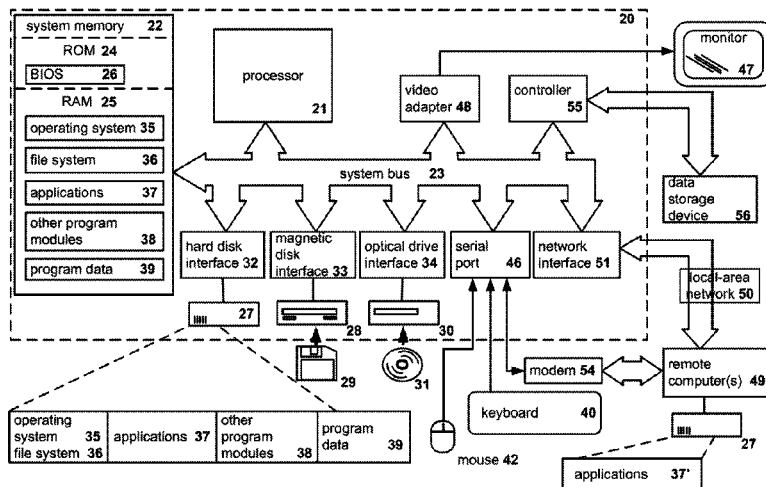 system memory 22
ROM 24
BIOS 26
RAM 25
operating system 35
file system 36
applications 37
other program
modules 38
program data 39
20
processor
21
video
adapter 48
controller
55
monitor
47
system bus 23
data
storage
device 56
hard disk
interface 32
magnetic
disk
interface 33
optical drive
interface 34
serial
port
46
network
interface 51
local-area
network 50
27
28
30
29
31
modem 54
remote
computer(s)
49
keyboard
40
mouse 42
27
operating
system 35
file system 36
applications 37
other
program
modules 38
program
data
39
applications 37'